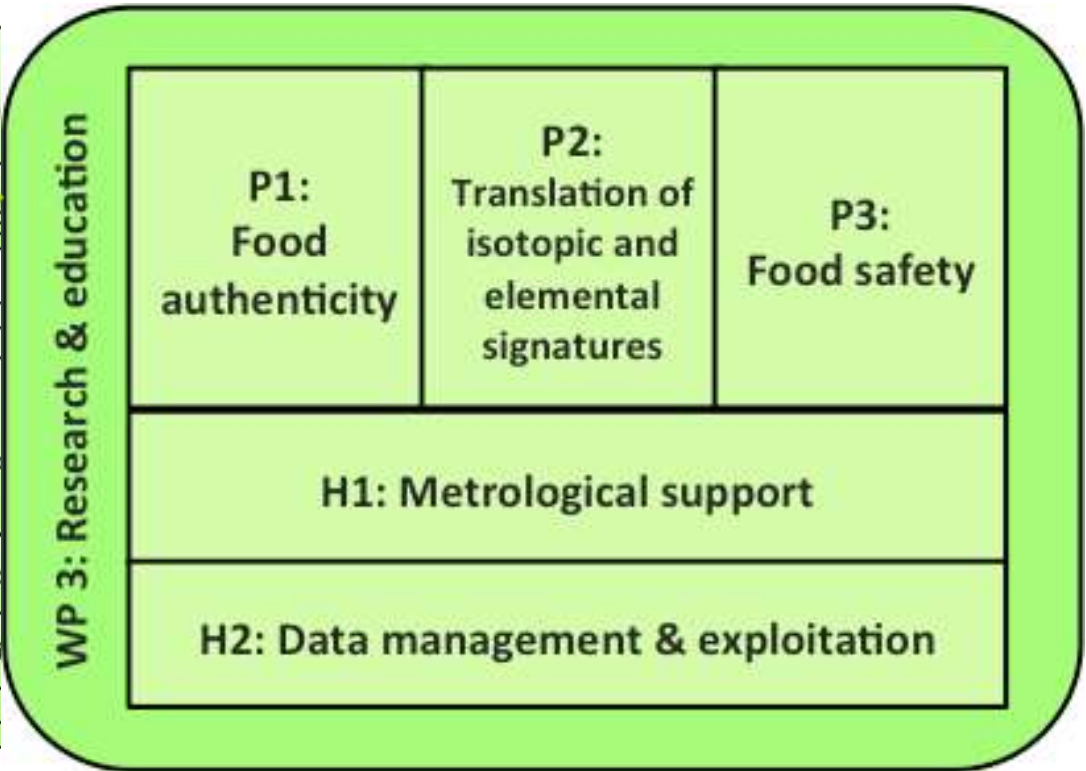 WP 3: Research & education
P1:
Food
authenticity
P2:
Translation of
isotopic and
elemental
signatures
P3:
Food safety
H1: Metrological support
H2: Data management & exploitation